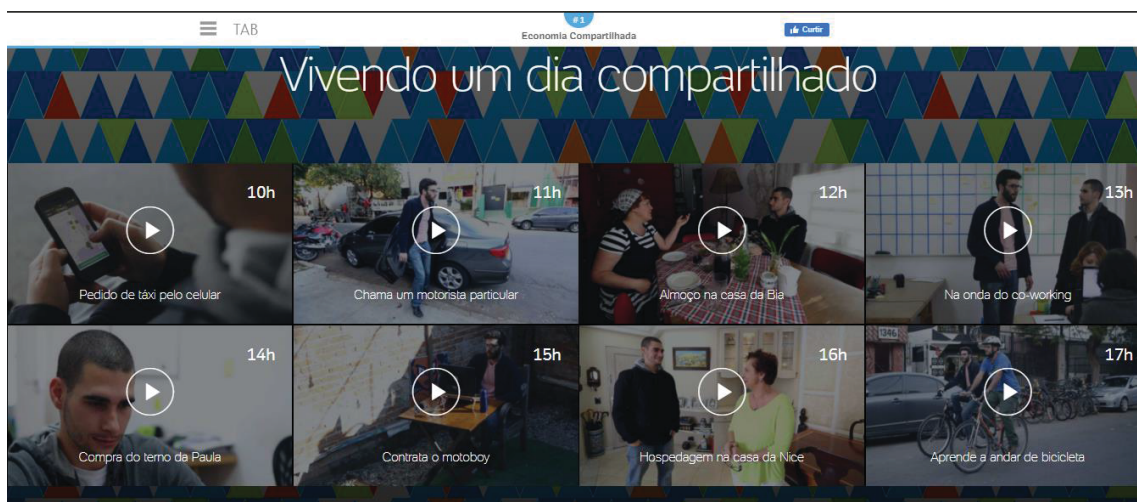 #1
TAB
Economia Compartilhada
Curtir
Vivendo um dia compartilhado
10h
11h
12h
13h
Pedido de táxi pelo celular
Chama um motorista particular
Almoço na casa da Bia
Na onda do co-working
14h
15h
16h
1346
17h
Compra do terno da Paula
Contrata o motoboy
Hospedagem na casa da Nice
Aprende a andar de bicicleta